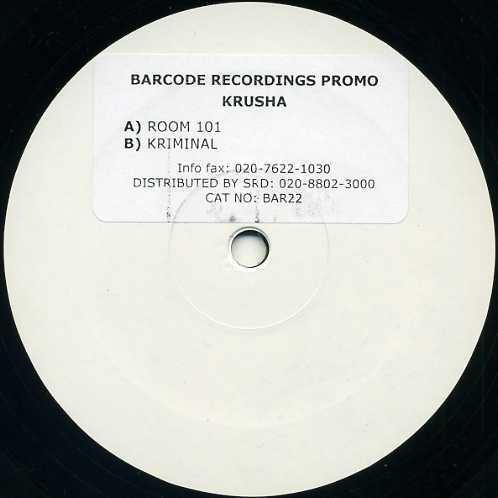 BARCODE RECORDINGS PROMO
KRUSHA
A) ROOM 101
B) KRIMINAL
Info fax: 020-7622-1030
DISTRIBUTED BY SRD: 020-8802-3000
CAT NO: BAR22